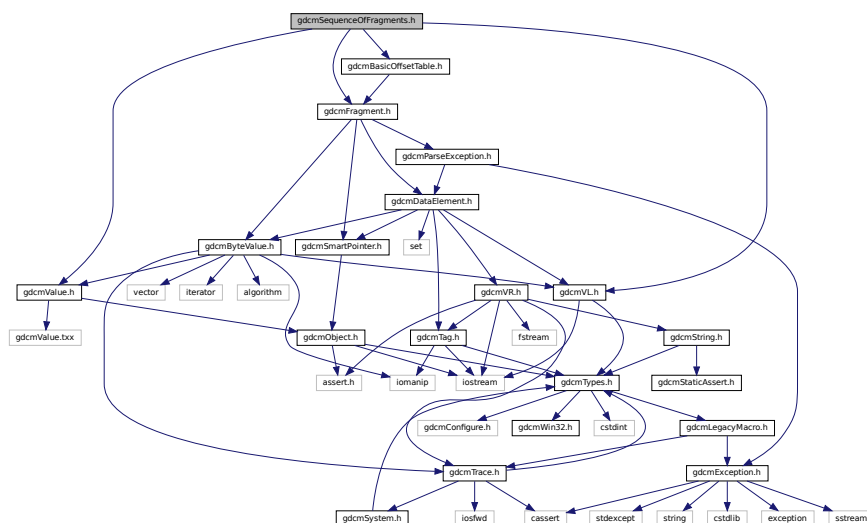 gdcmSequenceOfFragments.h
gdcmBasicOffsetTable.h
gdcmFragment.h
gdcmParseException.h
gdcmDataElement.h
gdcmByteValue.h
gdcmSmartPointer.h
set
gdcmValue.h
vector
iterator
algorithm
gdcmVR.h
gdcmVL.h
gdcmValue.txx
gdcmObject.h
gdcmTag.h
fstream
gdcmString.h
assert.h
iomanip
iostream
gdcmTypes.h
gdcmStaticAssert.h
gdcmConfigure.h
gdcmWin32.h
cstdint
gdcmLegacyMacro.h
gdcmTrace.h
gdcmException.h
gdcmSystem.h
iosfwd
cassert
stdexcept
string
cstdlib
exception
sstream